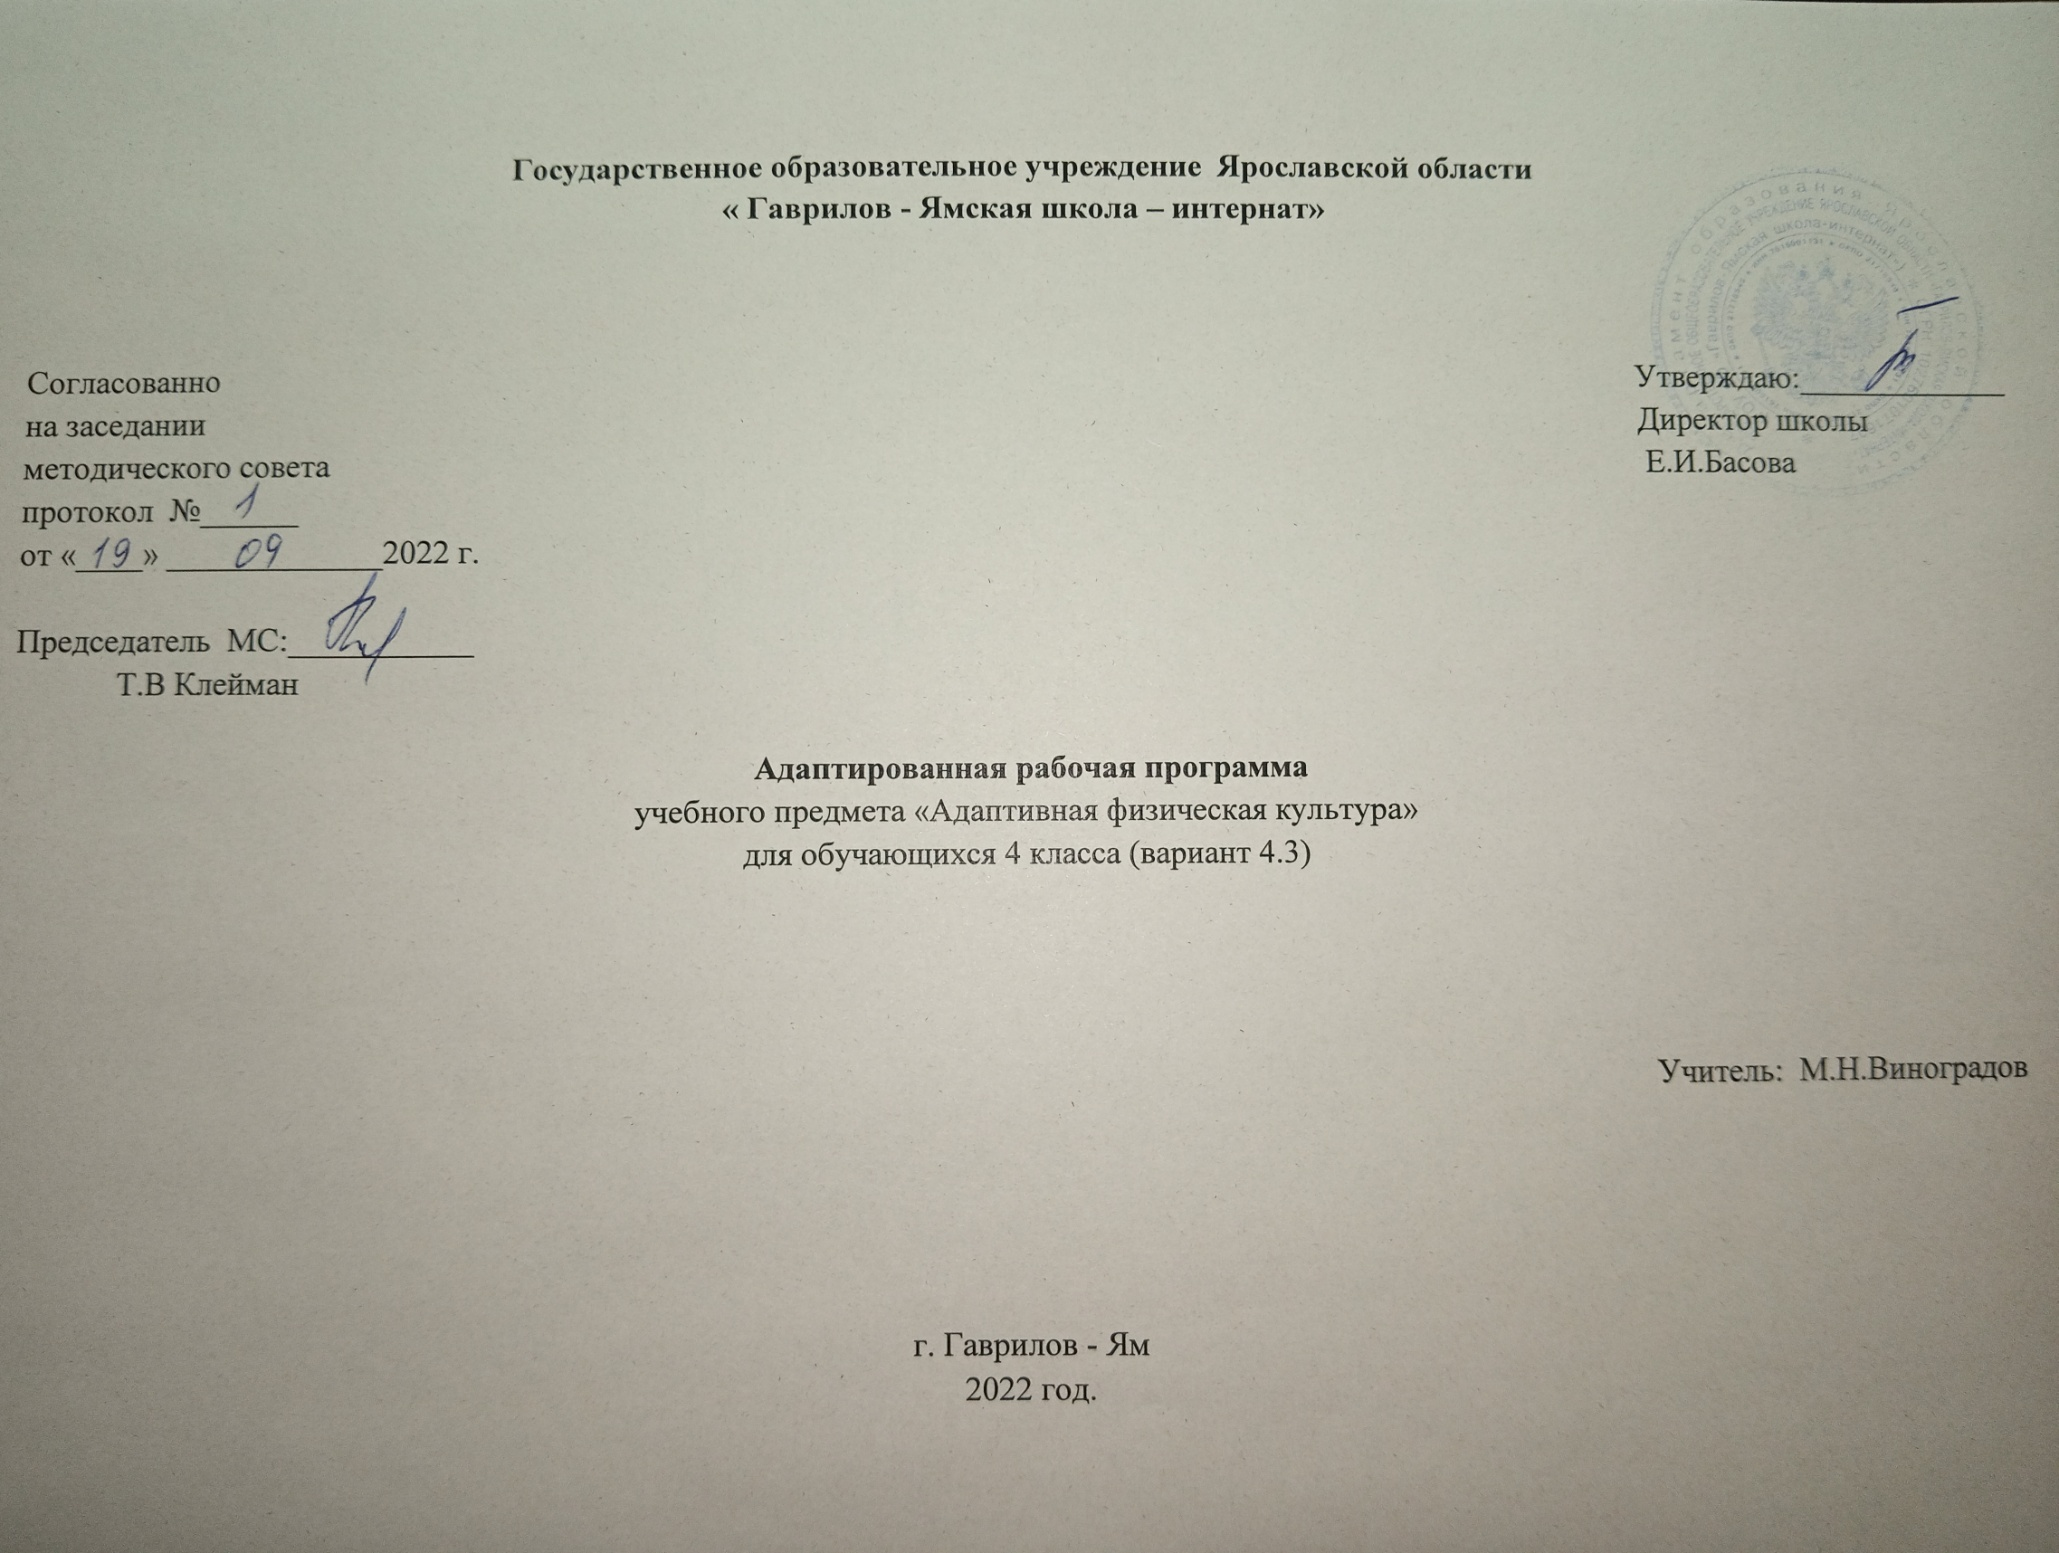 Государственное образовательное учреждение Ярославской области
« Гаврилов - Ямская школа – интернат»
Согласованно
на заседании
методического совета
протокол № 1
от « 19 » 09 2022 г.
Председатель МС:
Т.В Клейман
Утверждаю:
Директор школы
Е.И.Басова
Адаптированная рабочая программа
учебного предмета «Адаптивная физическая культура»
для обучающихся 4 класса (вариант 4.3)
Учитель: М.Н.Виноградов
г. Гаврилов - Ям
2022 год.